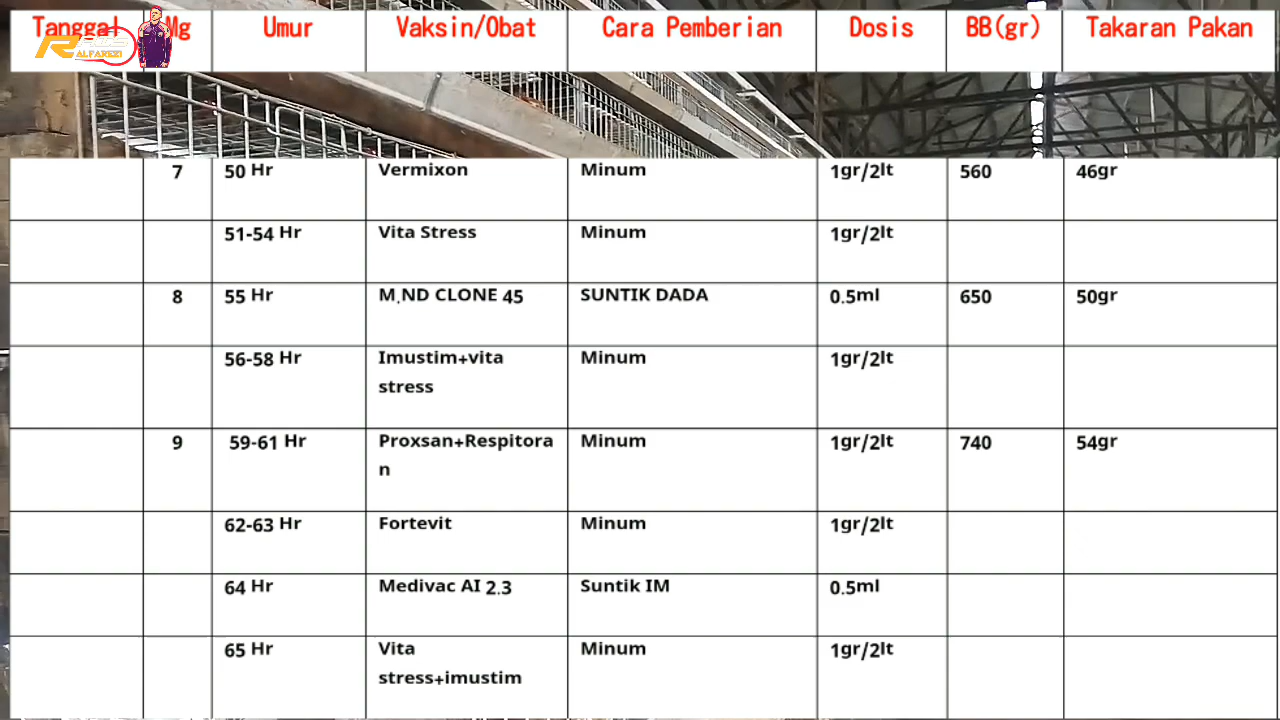 Tanggal Mg Umur Vaksin/Obat Cara Pemberian Dosis BB(gr) Takaran Pakan
ALFAREZI
7 50 Hr Vermixon Minum 1gr/2lt 560 46gr
51-54 Hr Vita Stress Minum 1gr/2lt
8 55 Hr M.ND CLONE 45 SUNTIK DADA 0.5ml 650 50gr
56-58 Hr Imustim+vita Minum 1gr/2lt
stress
9 59-61 Hr Proxsan+Respitora Minum 1gr/2lt 740 54gr
n
62-63 Hr Fortevit Minum 1gr/2lt
64 Hr Medivac AI 2.3 Suntik IM 0.5ml
65 Hr Vita Minum 1gr/2lt
stress+imustim